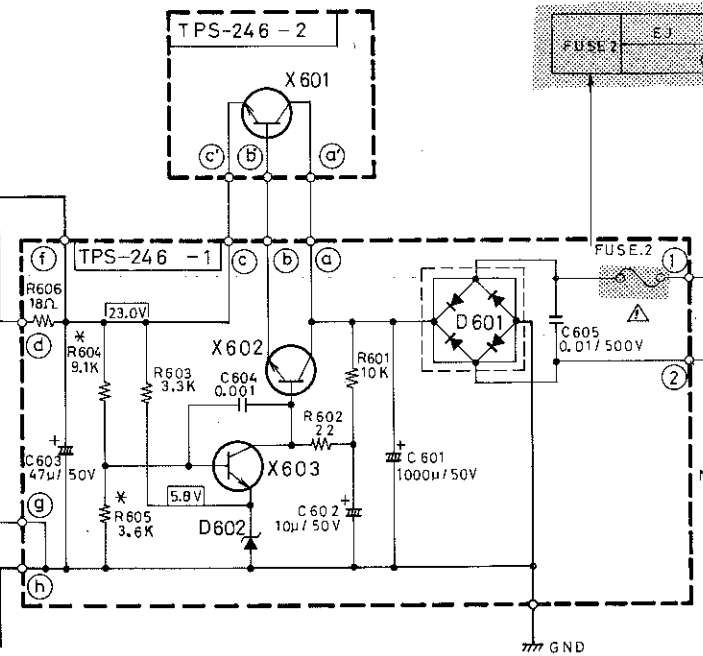 TPS-246-2
FUSE2
EJ
X601
c'
b'
a'
f
TPS-246 -1
c
b
a
FUSE.2
1
R606
18Ω
23.0V
d
*
R604
9.1K
R603
3.3K
X602
C604
0.001
R601
10K
D601
C605
0.01/500V
2
R602
22
C603
+
47μ/50V
X603
+
C601
1000μ/50V
g
*
R605
3.6K
5.8V
D602
C602
+
10μ/50V
h
GND